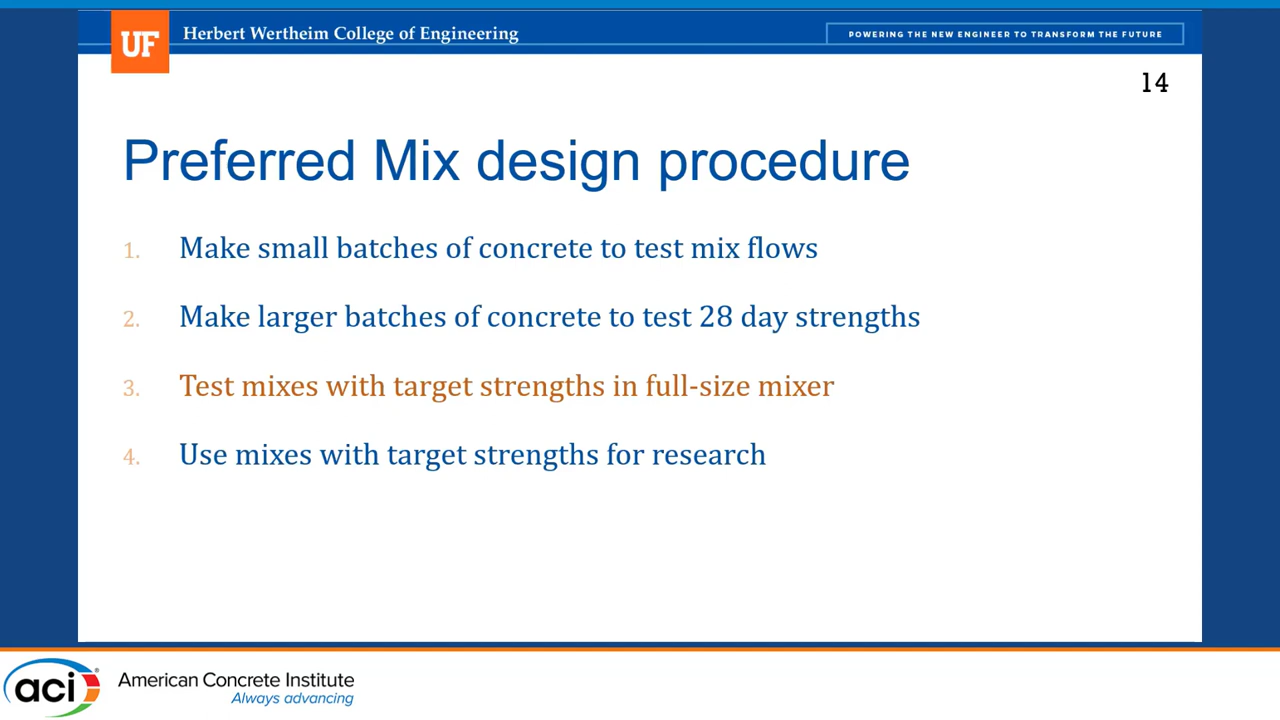 UF
Herbert Wertheim College of Engineering
POWERING THE NEW ENGINEER TO TRANSFORM THE FUTURE
14
Preferred Mix design procedure
1. Make small batches of concrete to test mix flows
2. Make larger batches of concrete to test 28 day strengths
3. Test mixes with target strengths in full-size mixer
4. Use mixes with target strengths for research
aci®
American Concrete Institute
Always advancing